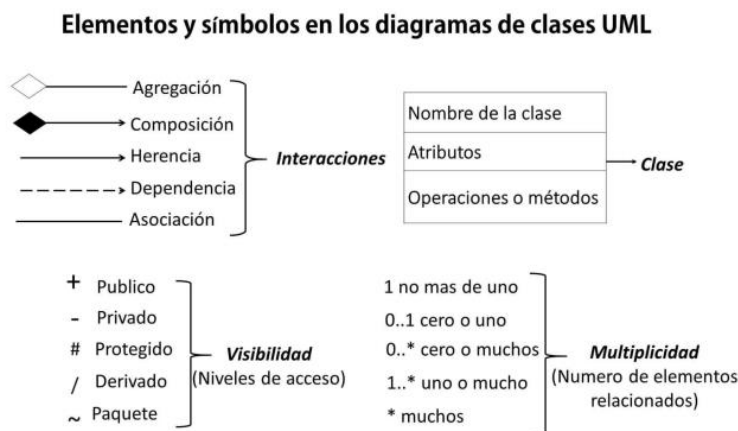 Elementos y símbolos en los diagramas de clases UML
Agregación
Composición
Herencia
Dependencia
Asociación
Interacciones
Nombre de la clase
Atributos
Operaciones o métodos
Clase
+ Publico
- Privado
# Protegido
/ Derivado
~ Paquete
Visibilidad
(Niveles de acceso)
1 no mas de uno
0..1 cero o uno
0..* cero o muchos
1..* uno o mucho
* muchos
Multiplicidad
(Numero de elementos
relacionados)